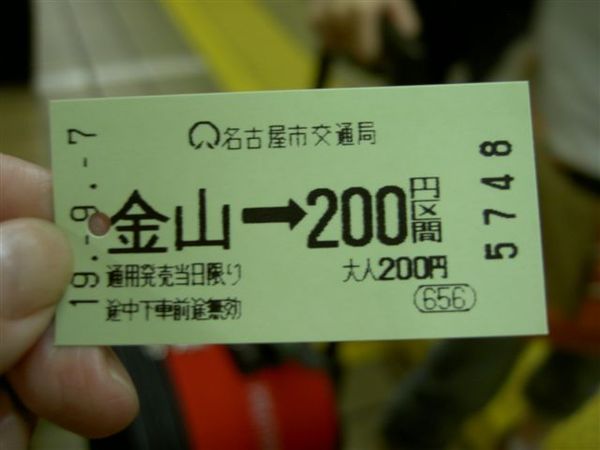 名古屋市交通局
金山→200円区間
通用発売当日限り
大人200円
途中下車前途無効
656
19.-9.-7
5748